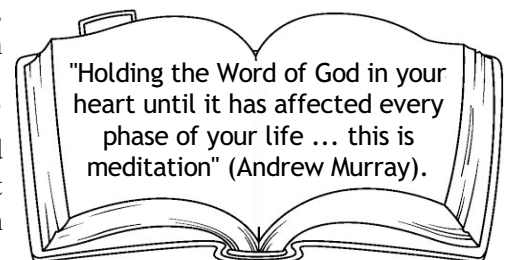 "Holding the Word of God in your
heart until it has affected every
phase of your life ... this is
meditation" (Andrew Murray).